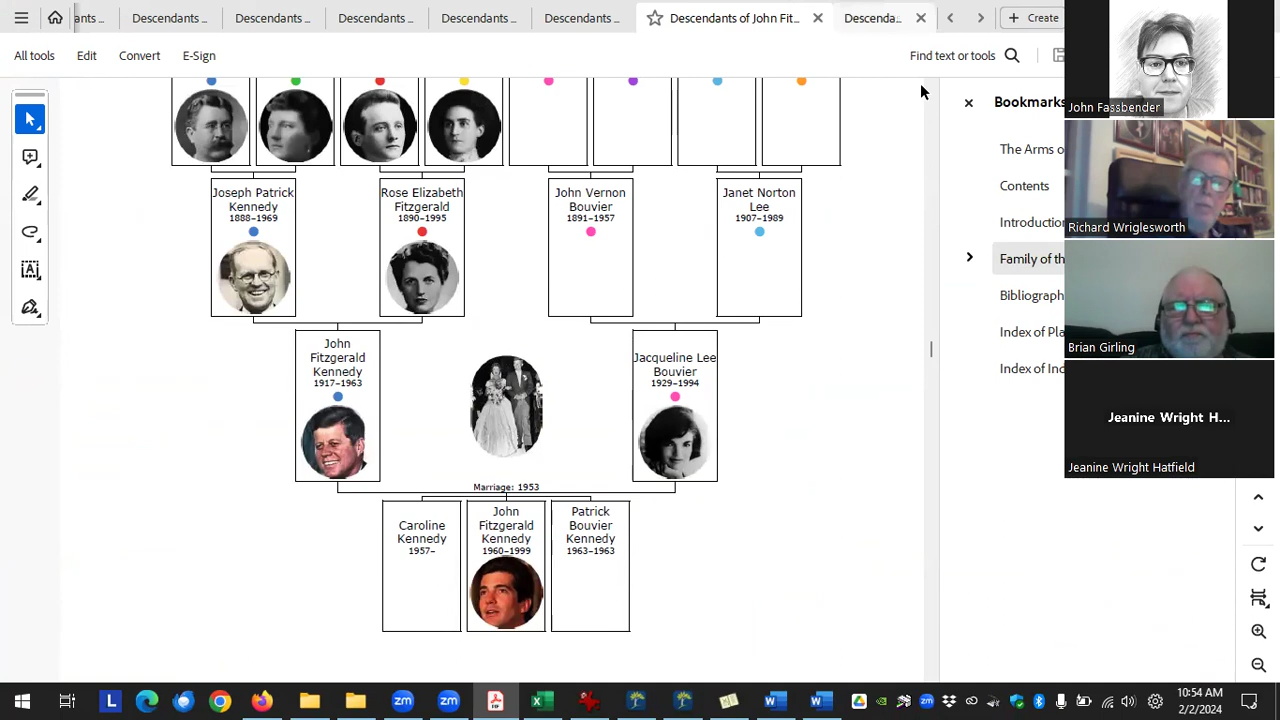 nts ...
Descendants ...
Descendants ...
Descendants ...
Descendants ...
Descendants ...
Descendants of John Fit...
Descenda...
Create
All tools
Edit
Convert
E-Sign
Find text or tools
Joseph Patrick
Kennedy
1888-1969
Rose Elizabeth
Fitzgerald
1890-1995
John Vernon
Bouvier
1891-1957
Janet Norton
Lee
1907-1989
John
Fitzgerald
Kennedy
1917-1963
Jacqueline Lee
Bouvier
1929-1994
Marriage: 1953
Caroline
Kennedy
1957-
John
Fitzgerald
Kennedy
1960-1999
Patrick
Bouvier
Kennedy
1963-1963
Bookmarks
The Arms o
Contents
Introduction
Family of th
Bibliograph
Index of Pla
Index of Ind
John Fassbender
Richard Wriglesworth
Brian Girling
Jeanine Wright H...
Jeanine Wright Hatfield
10:54 AM
2/2/2024